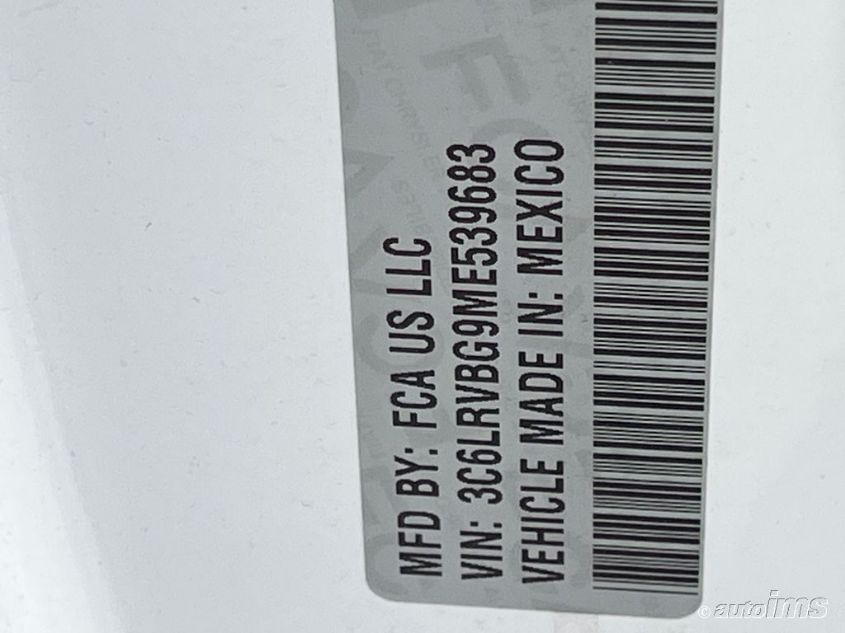 MFD BY: FCA US LLC
VIN: 3C6LRVBG9ME539683
VEHICLE MADE IN: MEXICO
© autoims